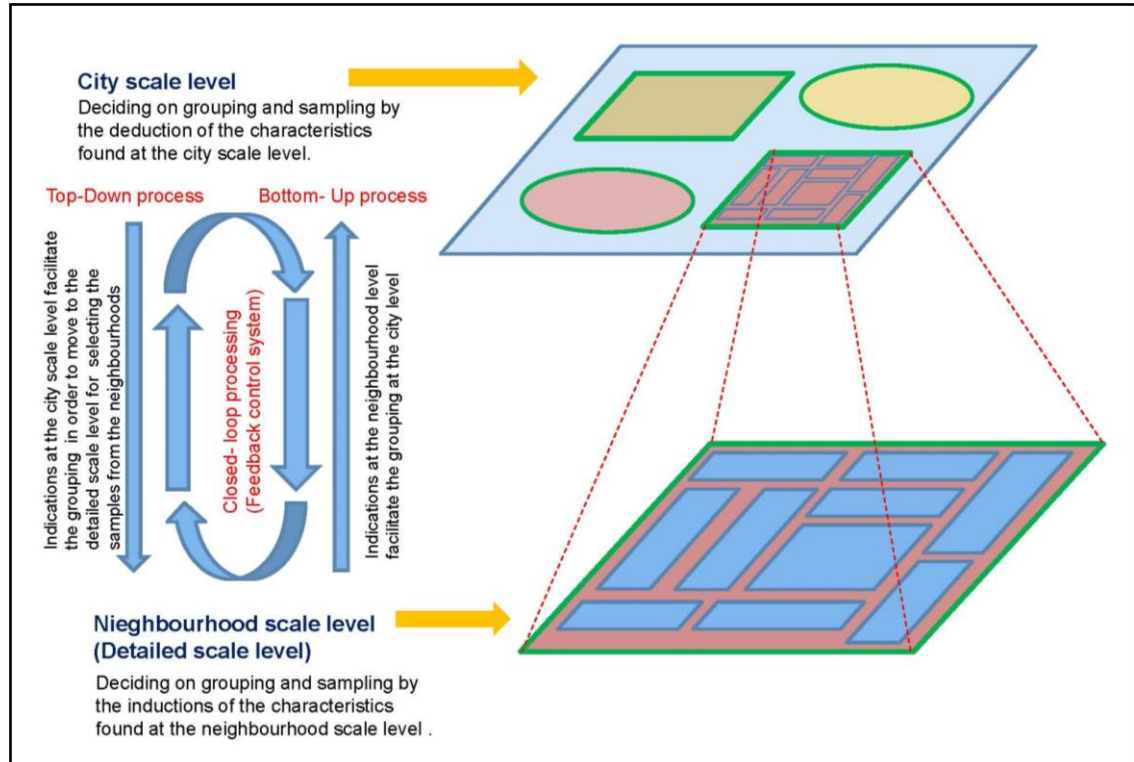 City scale level
Deciding on grouping and sampling by
the deduction of the characteristics
found at the city scale level.
Top-Down process
Bottom- Up process
Indications at the city scale level facilitate
the grouping in order to move to the
detailed scale level for selecting the
samples from the neighbourhoods
Closed- loop processing
(Feedback control system)
Indications at the neighbourhood level
facilitate the grouping at the city level
Nieghbourhood scale level
(Detailed scale level)
Deciding on grouping and sampling by
the inductions of the characteristics
found at the neighbourhood scale level .